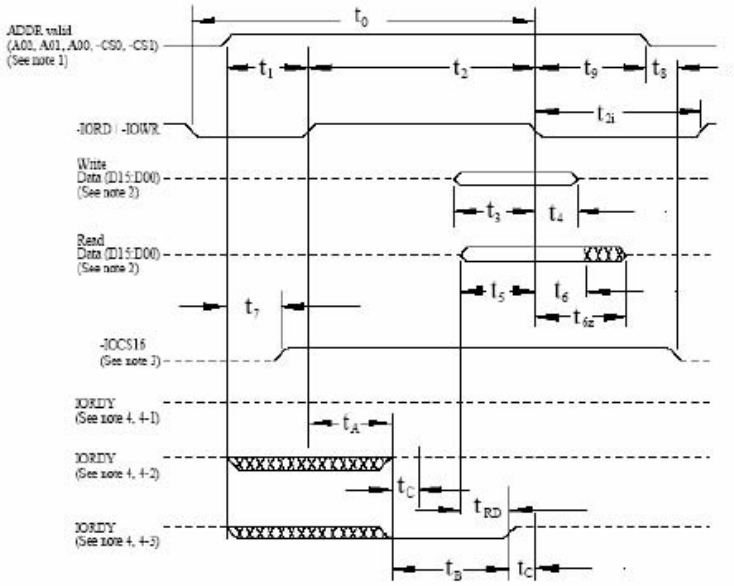 t0
ADDR valid
(A02, A01, A00, -CS0, -CS1)
(See note 1)
t1
t2
t9
t8
t2i
-IORD / -IOWR
Write
Data (D15:D00)
(See note 2)
t3
t4
Read
Data (D15:D00)
(See note 2)
t5
t6
t6z
t7
-IOCS16
(See note 3)
IORDY
(See note 4, 4-1)
tA
IORDY
(See note 4, 4-2)
tC
tRD
IORDY
(See note 4, 4-3)
tB
tC